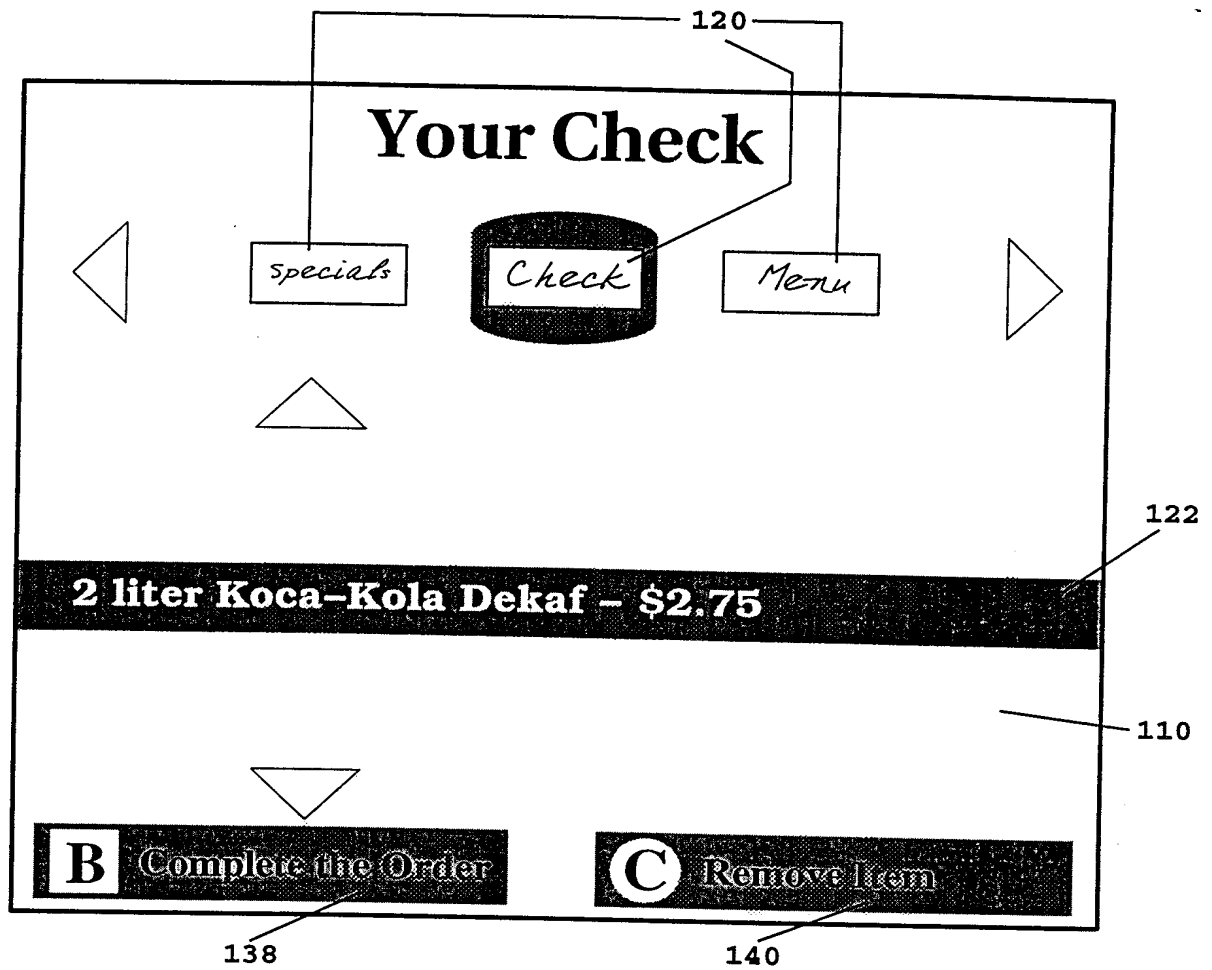 120
Your Check
specials Check Menu
122
2 liter Koca–Kola Dekaf – $2.75
110
B Complete the Order C Remove Item
138 140